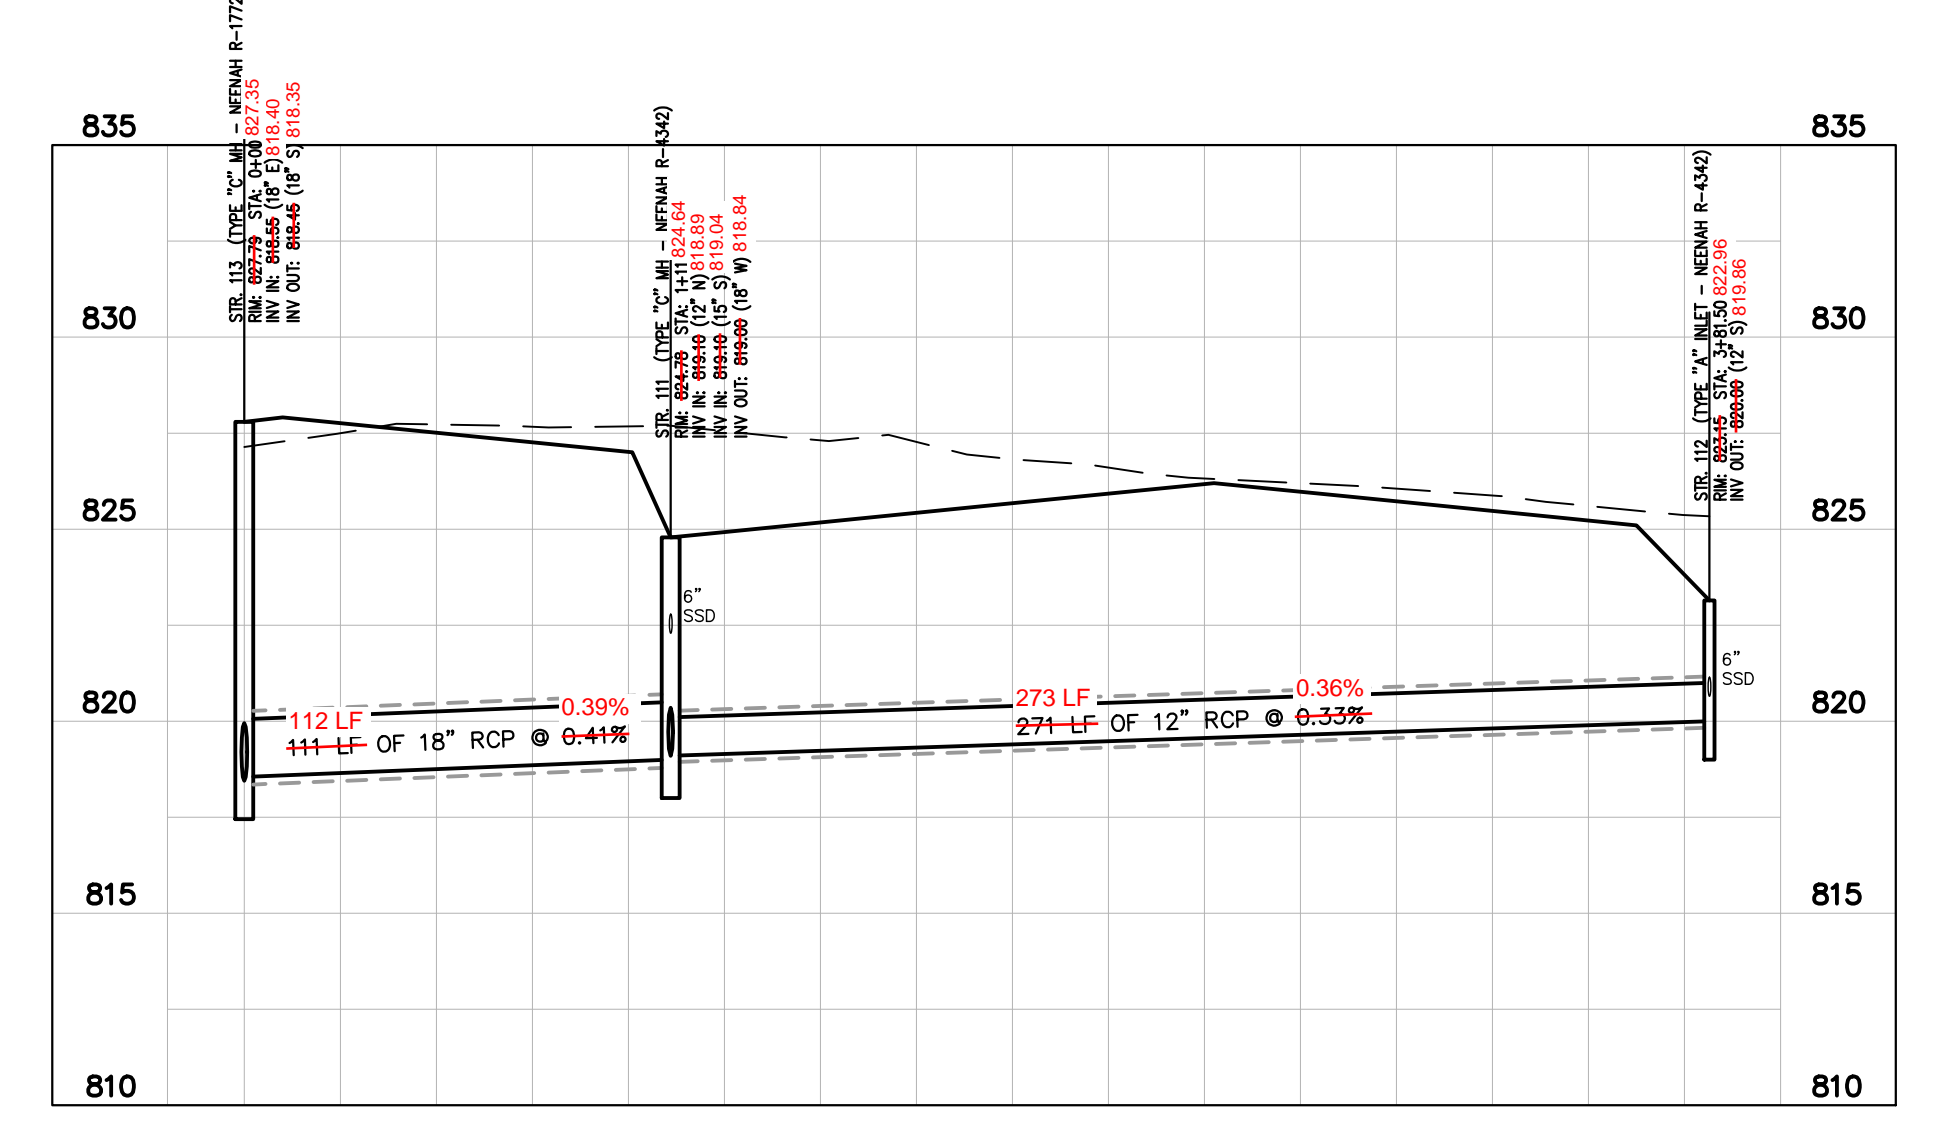 STR. 113 (TYPE "C" MH - NEENAH R-1772
RIM: 827.79 STA: 0+00 827.35
INV IN: 818.55 (18" E) 818.40
INV OUT: 818.45 (18" S) 818.35
STR. 111 (TYPE "C" MH - NEENAH R-4342)
RIM: 824.78 STA: 1+11 824.64
INV IN: 819.10 (12" N) 818.89
INV IN: 819.10 (15" S) 819.04
INV OUT: 819.00 (18" W) 818.84
STR. 112 (TYPE "A" INLET - NEENAH R-4342)
RIM: 823.15 STA: 3+81.50 822.96
INV OUT: 820.00 (12" S) 819.86
835 835
830 830
825 825
6"
SSD
6"
SSD
820 820
112 LF 0.39%
111 LF OF 18" RCP @ 0.41%
273 LF 0.36%
271 LF OF 12" RCP @ 0.33%
815 815
810 810